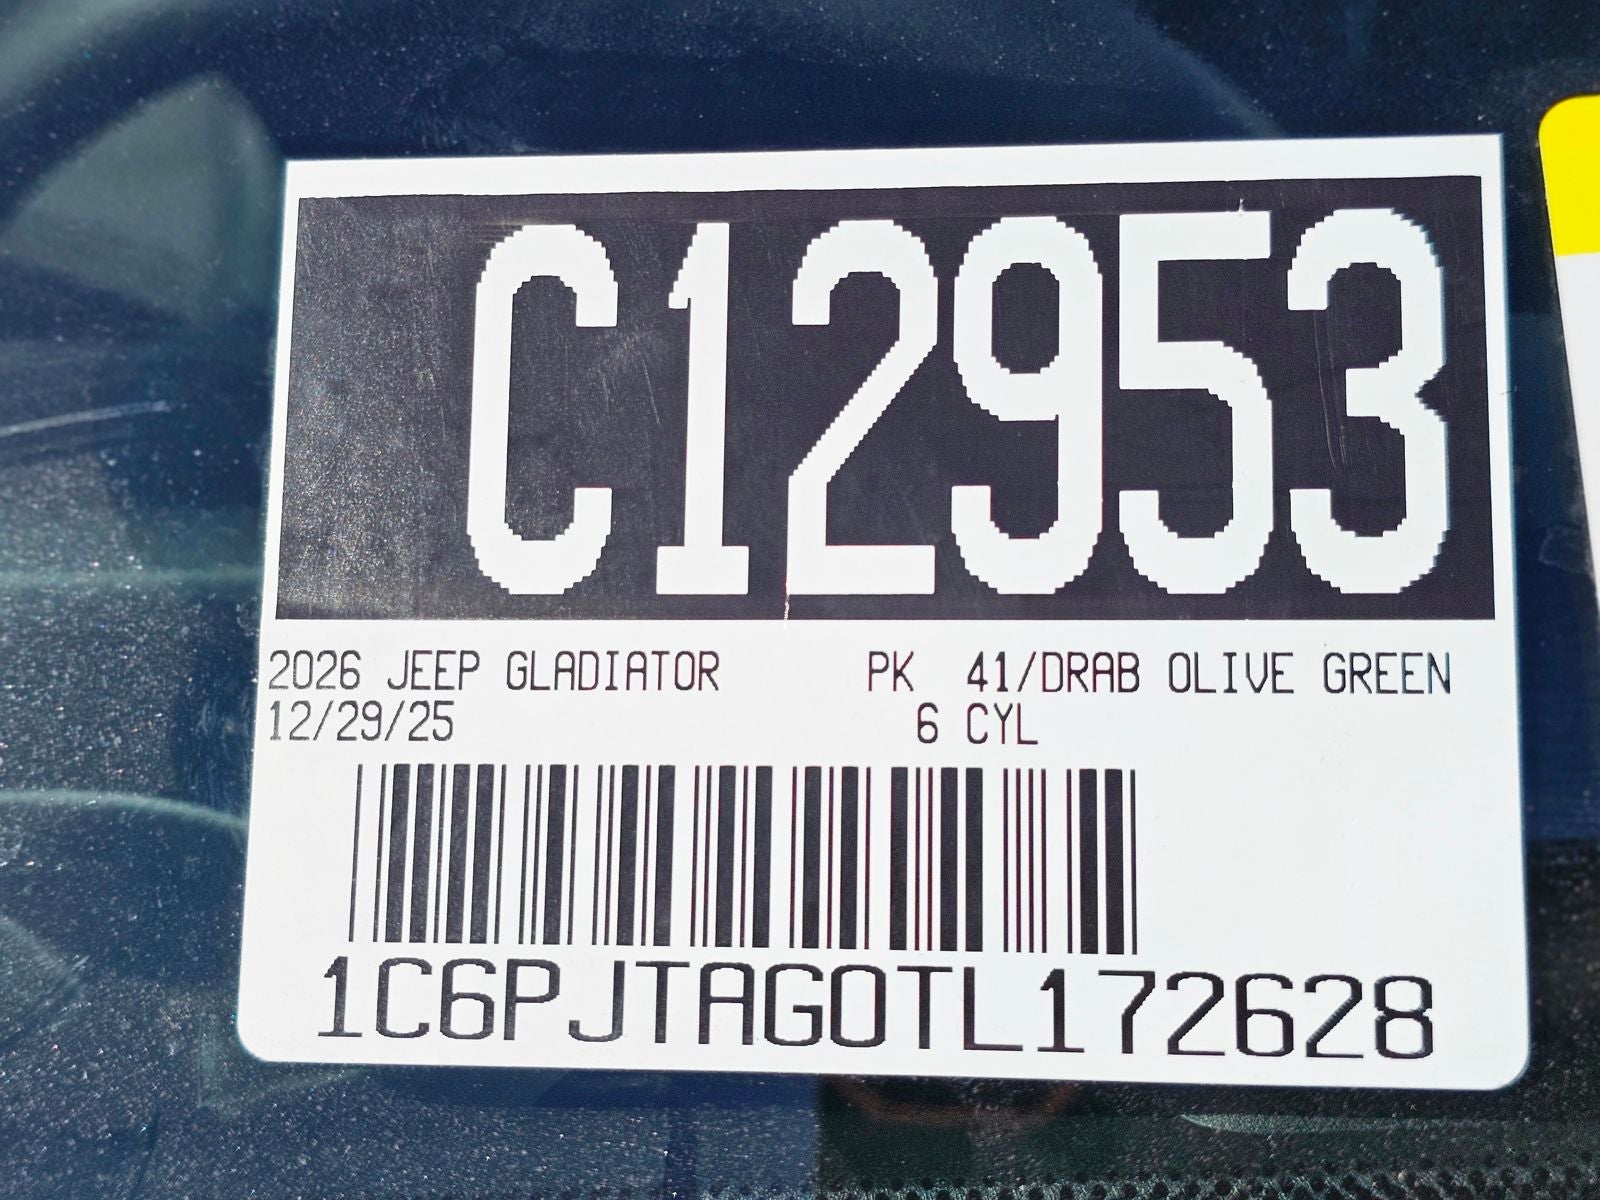 C12953
2026 JEEP GLADIATOR PK 41/DRAB OLIVE GREEN
12/29/25 6 CYL
1C6PJTAG0TL172628